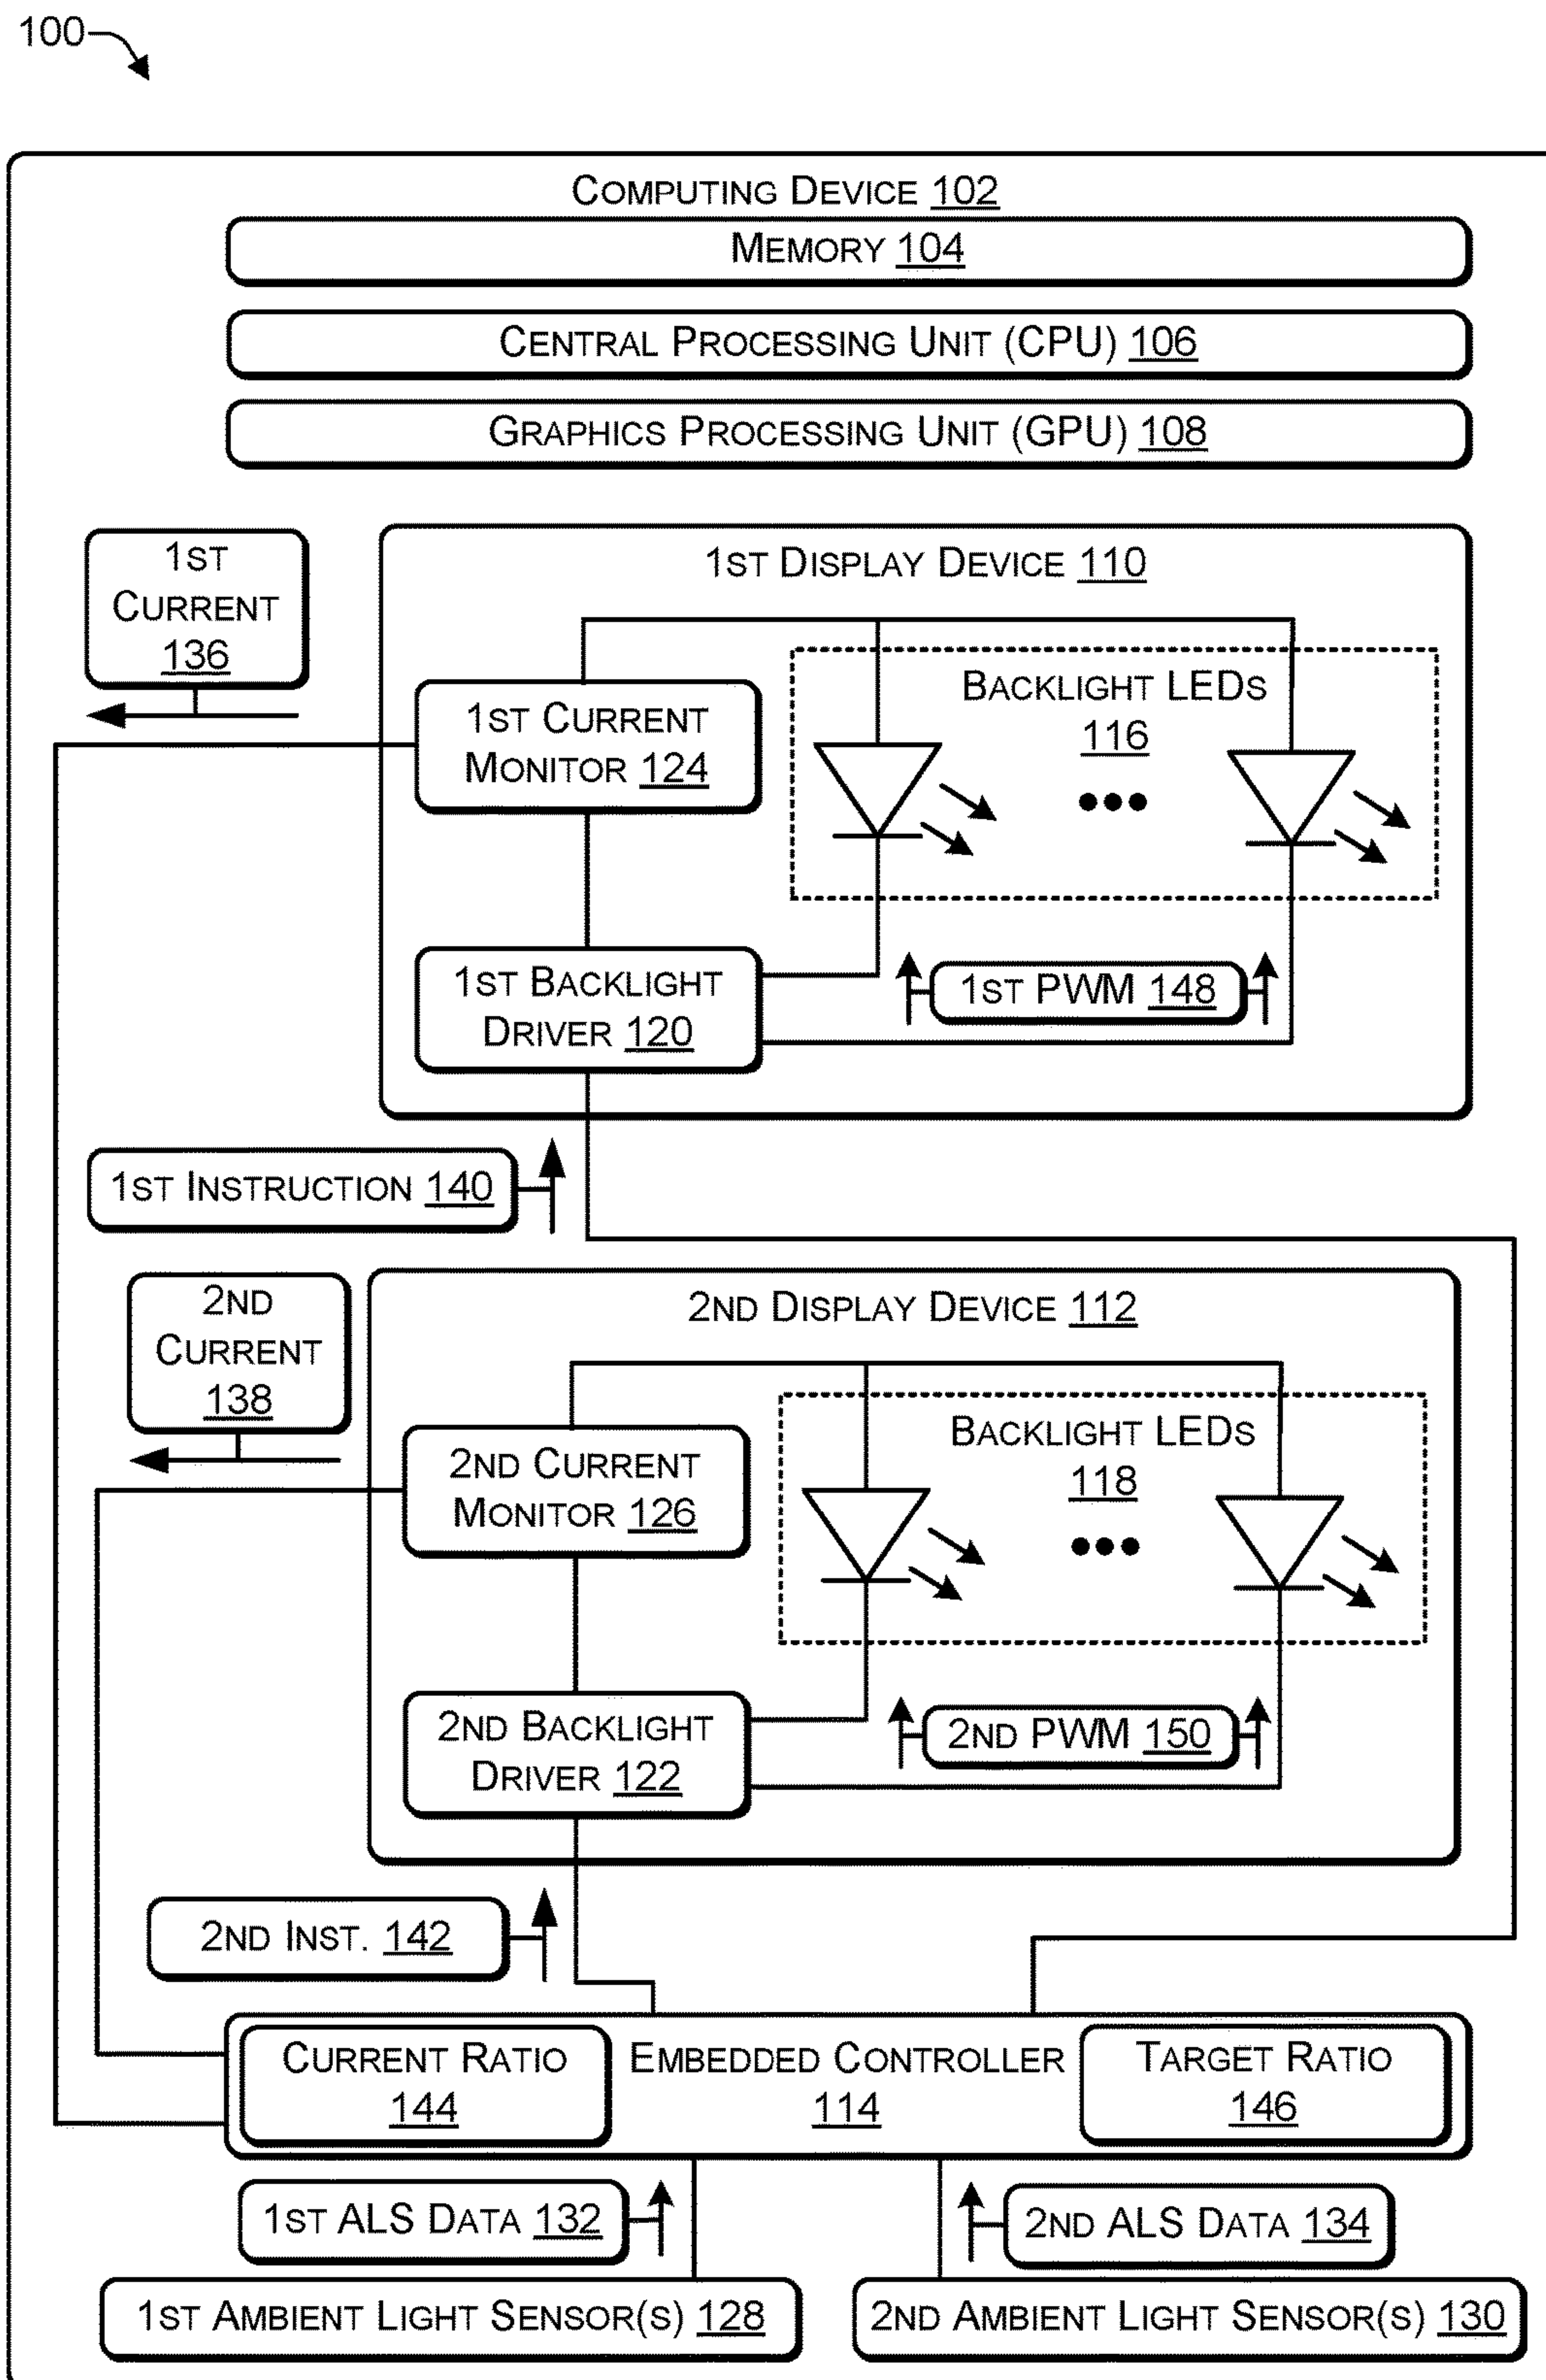 100
COMPUTING DEVICE 102
MEMORY 104
CENTRAL PROCESSING UNIT (CPU) 106
GRAPHICS PROCESSING UNIT (GPU) 108
1ST
CURRENT
136
1ST DISPLAY DEVICE 110
1ST CURRENT
MONITOR 124
BACKLIGHT LEDS
116
1ST BACKLIGHT
DRIVER 120
1ST PWM 148
1ST INSTRUCTION 140
2ND
CURRENT
138
2ND DISPLAY DEVICE 112
2ND CURRENT
MONITOR 126
BACKLIGHT LEDS
118
2ND BACKLIGHT
DRIVER 122
2ND PWM 150
2ND INST. 142
CURRENT RATIO
144
EMBEDDED CONTROLLER
114
TARGET RATIO
146
1ST ALS DATA 132
2ND ALS DATA 134
1ST AMBIENT LIGHT SENSOR(S) 128
2ND AMBIENT LIGHT SENSOR(S) 130